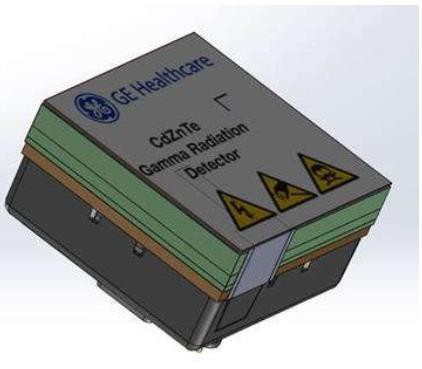 GE Healthcare
CdZnTe
Gamma Radiation
Detector